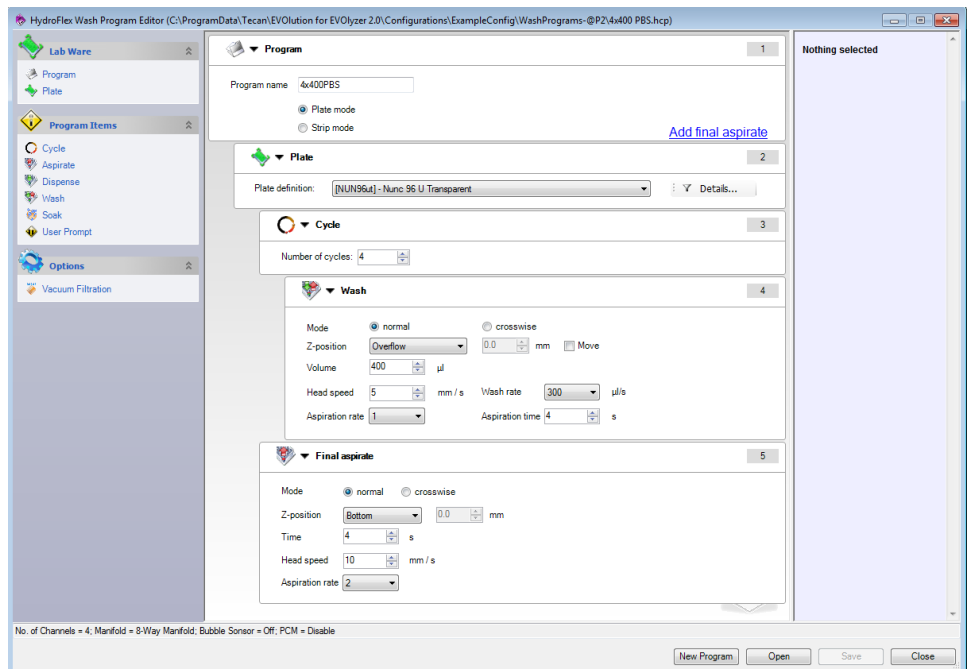 HydroFlex Wash Program Editor (C:\ProgramData\Tecan\EVOlution for EVOlyzer 2.0\Configurations\ExampleConfig\WashPrograms-@P2\4x400 PBS.hcp)
Lab Ware
Program
Plate
Program Items
Cycle
Aspirate
Dispense
Wash
Soak
User Prompt
Options
Vacuum Filtration
Program 1
Program name 4x400PBS
Plate mode
Strip mode
Add final aspirate
Plate 2
Plate definition: [NUN96ut] - Nunc 96 U Transparent Details...
Cycle 3
Number of cycles: 4
Wash 4
Mode normal crosswise
Z-position Overflow 0.0 mm Move
Volume 400 µl
Head speed 5 mm / s Wash rate 300 µl/s
Aspiration rate 1 Aspiration time 4 s
Final aspirate 5
Mode normal crosswise
Z-position Bottom 0.0 mm
Time 4 s
Head speed 10 mm / s
Aspiration rate 2
Nothing selected
No. of Channels = 4; Manifold = 8-Way Manifold; Bubble Sonsor = Off; PCM = Disable
New Program Open Save Close